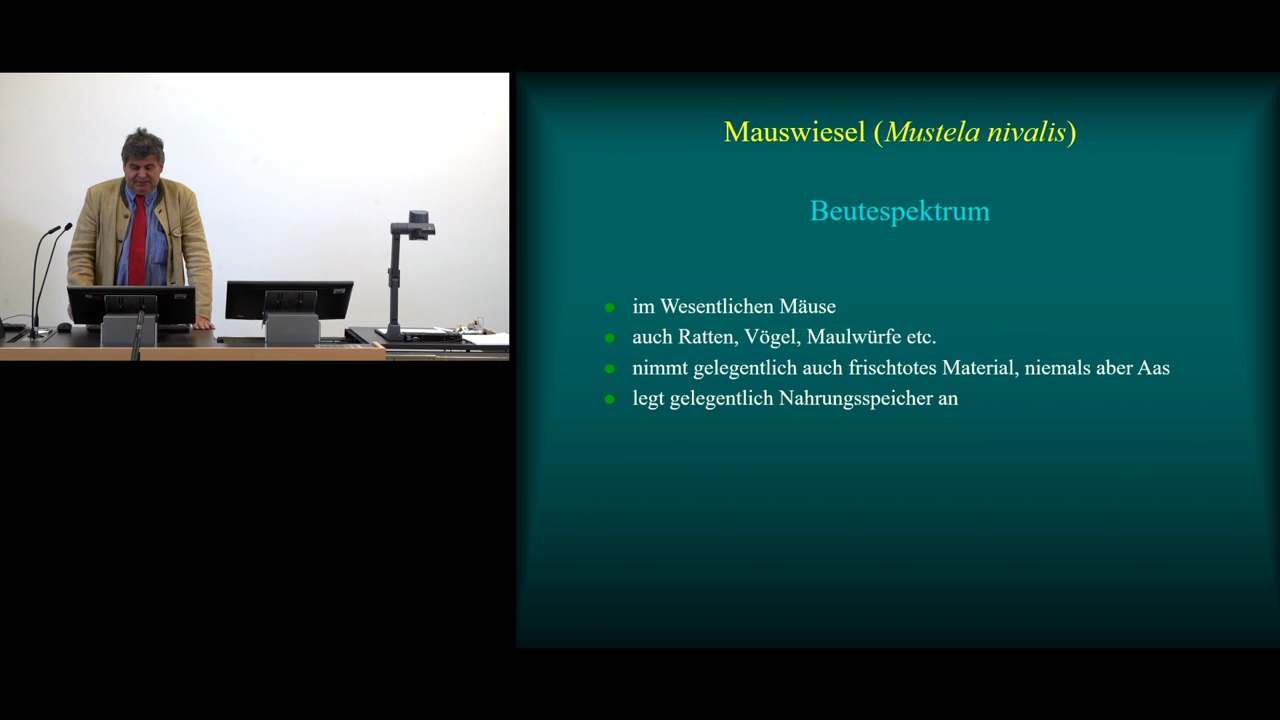 Mauswiesel (Mustela nivalis)
Beutespektrum
im Wesentlichen Mäuse
auch Ratten, Vögel, Maulwürfe etc.
nimmt gelegentlich auch frischtotes Material, niemals aber Aas
legt gelegentlich Nahrungsspeicher an